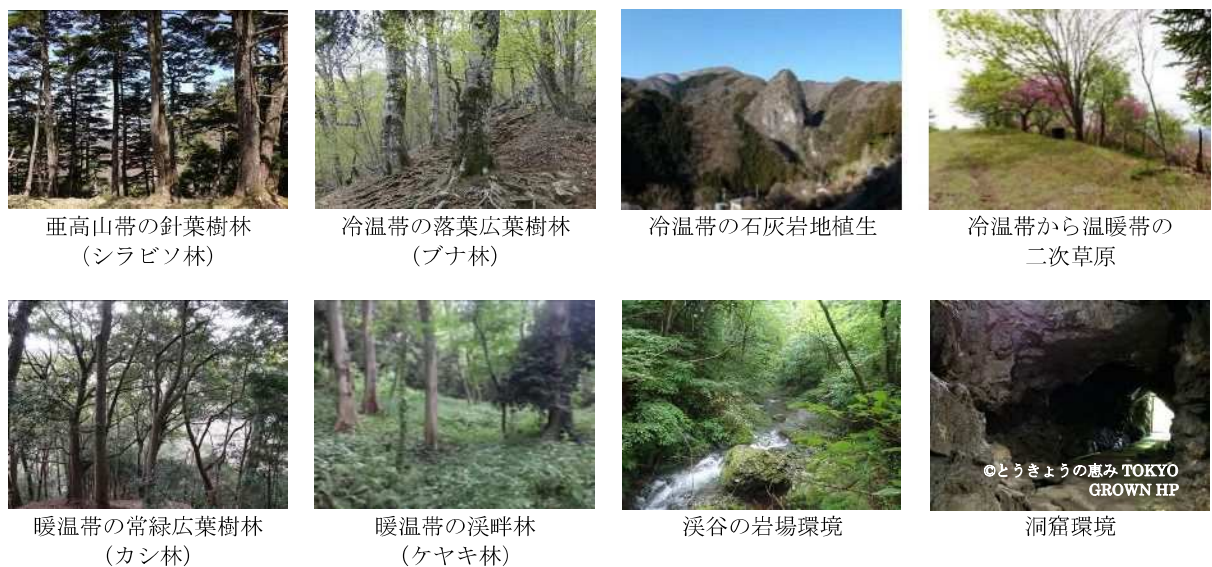 亜高山帯の針葉樹林
（シラビソ林）
冷温帯の落葉広葉樹林
（ブナ林）
冷温帯の石灰岩地植生
冷温帯から温暖帯の
二次草原
©とうきょうの恵み TOKYO
GROWN HP
暖温帯の常緑広葉樹林
（カシ林）
暖温帯の渓畔林
（ケヤキ林）
渓谷の岩場環境
洞窟環境